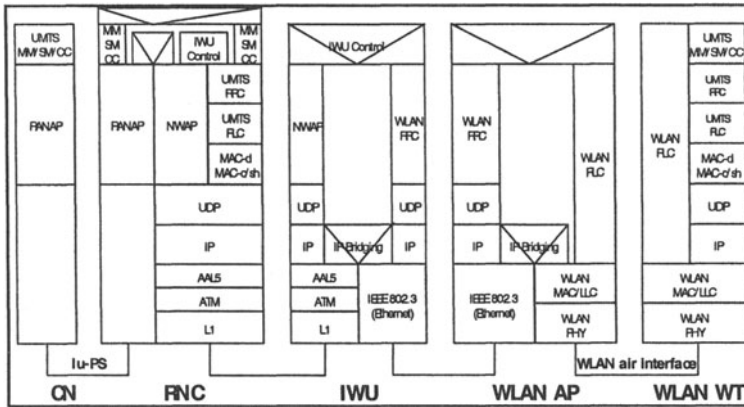 UMTS
MM/SM/CC
RANAP
MM
SM
CC
IWU
Control
MM
SM
CC
RANAP
NWAP
UMTS
RRC
UMTS
RLC
MAC-d
MAC-c/sh
UDP
IP
AAL5
ATM
L1
IWU Control
NWAP
WLAN
RRC
UDP
UDP
IP
IP Bridging
IP
AAL5
ATM
L1
IEEE 802.3
(Ethernet)
WLAN
RRC
WLAN
RLC
UDP
IP
IP Bridging
IEEE 802.3
(Ethernet)
WLAN
MAC/LLC
WLAN
PHY
UMTS
MM/SM/CC
WLAN
RLC
UMTS
RRC
UMTS
RLC
MAC-d
MAC-c/sh
UDP
IP
WLAN
MAC/LLC
WLAN
PHY
Iu-PS
WLAN air Interface
CN
RNC
IWU
WLAN AP
WLAN WT